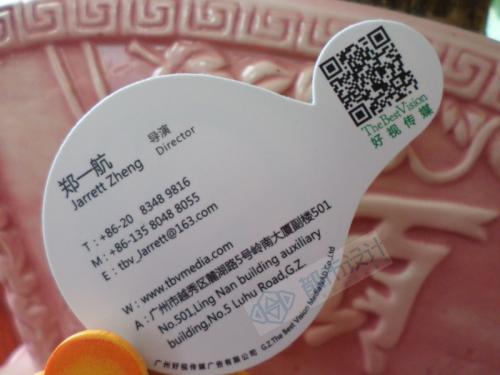 TheBestVision
好视传媒
郑一航 导演
Jarrett Zheng Director
T : +86-20 8348 9816
M : +86-135 8048 8055
E : tbv_Jarrett@163.com
W : www.tbvmedia.com
A : 广州市越秀区麓湖路5号岭南大厦副楼501
No.501,Ling Nan building auxiliary
building,No.5 Luhu Road.G.Z.
广州好视传媒广告有限公司 G.Z.The Best Vision Media AD Co.,Ltd
都市设计